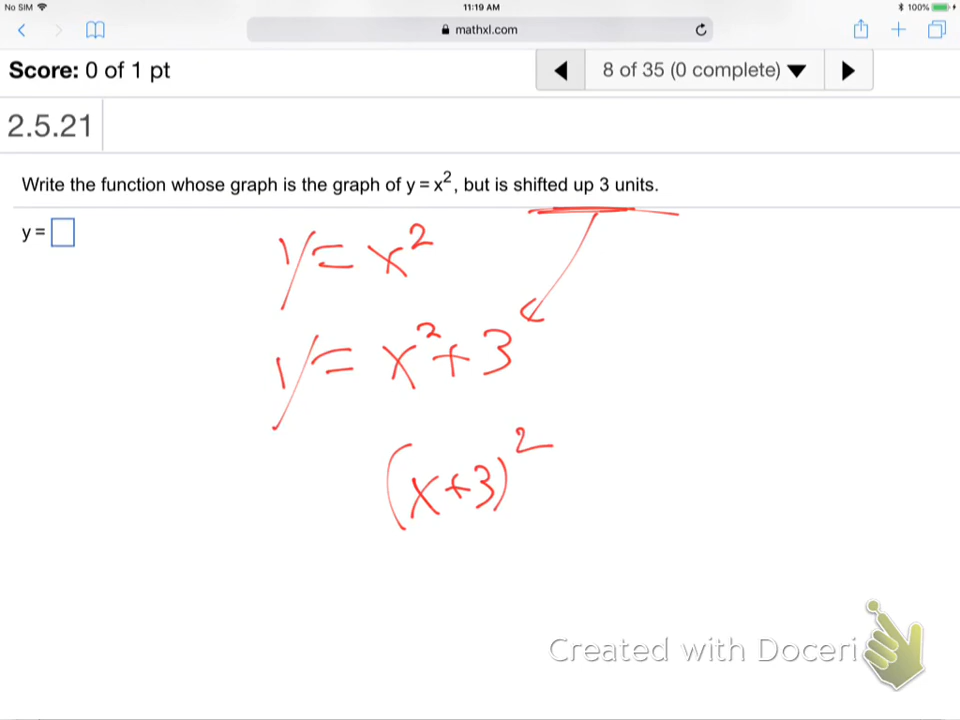 No SIM 11:19 AM 100%
mathxl.com
Score: 0 of 1 pt 8 of 35 (0 complete)
2.5.21
Write the function whose graph is the graph of y = x², but is shifted up 3 units.
y =
y = x²
y = x² + 3
(x+3)²
Created with Doceri